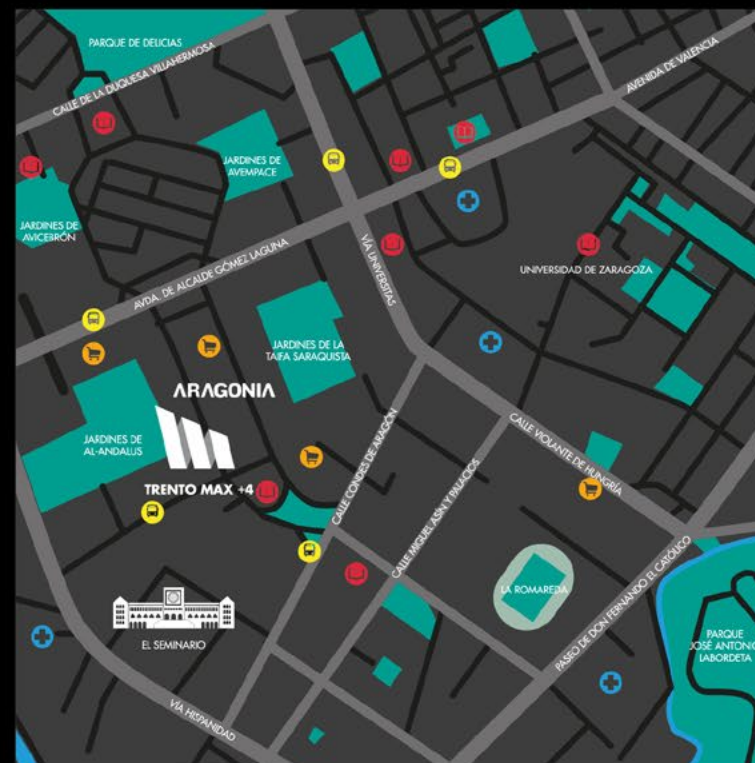 PARQUE DE DELICIAS
CALLE DE LA DUQUESA VILLAHERMOSA
AVENIDA DE VALENCIA
JARDINES DE
AVEMPACE
JARDINES DE
AVICEBRÓN
VÍA UNIVERSITAS
AVDA. DE ALCALDE GÓMEZ LAGUNA
UNIVERSIDAD DE ZARAGOZA
JARDINES DE LA
TAIFA SARAQUISTA
ARAGONIA
JARDINES DE
AL-ANDALUS
TRENTO MAX +4
CALLE CONDES DE ARAGÓN
CALLE MIGUEL ASÍN Y PALACIOS
CALLE VIOLANTE DE HUNGRÍA
LA ROMAREDA
PASEO DE DON FERNANDO EL CATÓLICO
EL SEMINARIO
PARQUE
JOSÉ ANTONIO
LABORDETA
VÍA HISPANIDAD